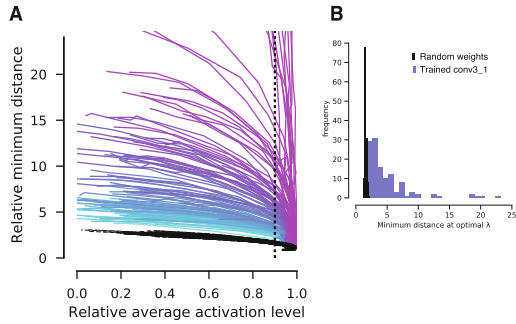 A
Relative minimum distance
20
15
10
5
0
0.0 0.2 0.4 0.6 0.8 1.0
Relative average activation level
B
frequency
80
70
60
50
40
30
20
10
0
Random weights
Trained conv3_1
0 5 10 15 20 25
Minimum distance at optimal λ